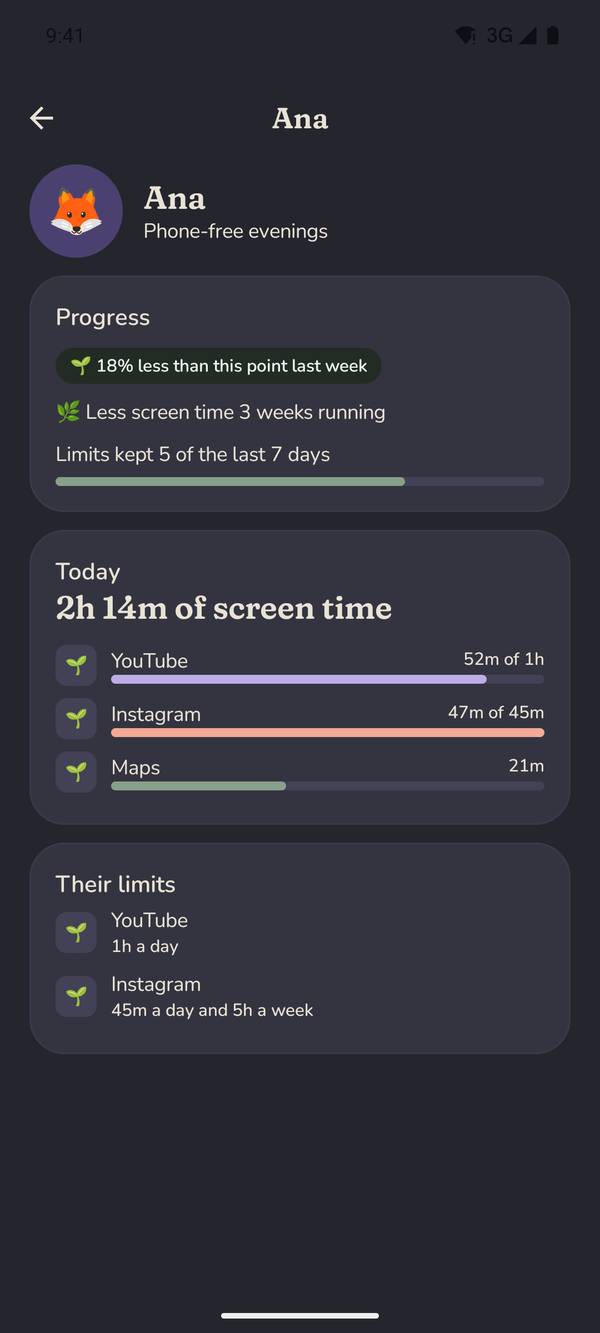 9:41
3G
Ana
Ana
Phone-free evenings
Progress
🌱 18% less than this point last week
🌿 Less screen time 3 weeks running
Limits kept 5 of the last 7 days
Today
2h 14m of screen time
YouTube 52m of 1h
Instagram 47m of 45m
Maps 21m
Their limits
YouTube
1h a day
Instagram
45m a day and 5h a week